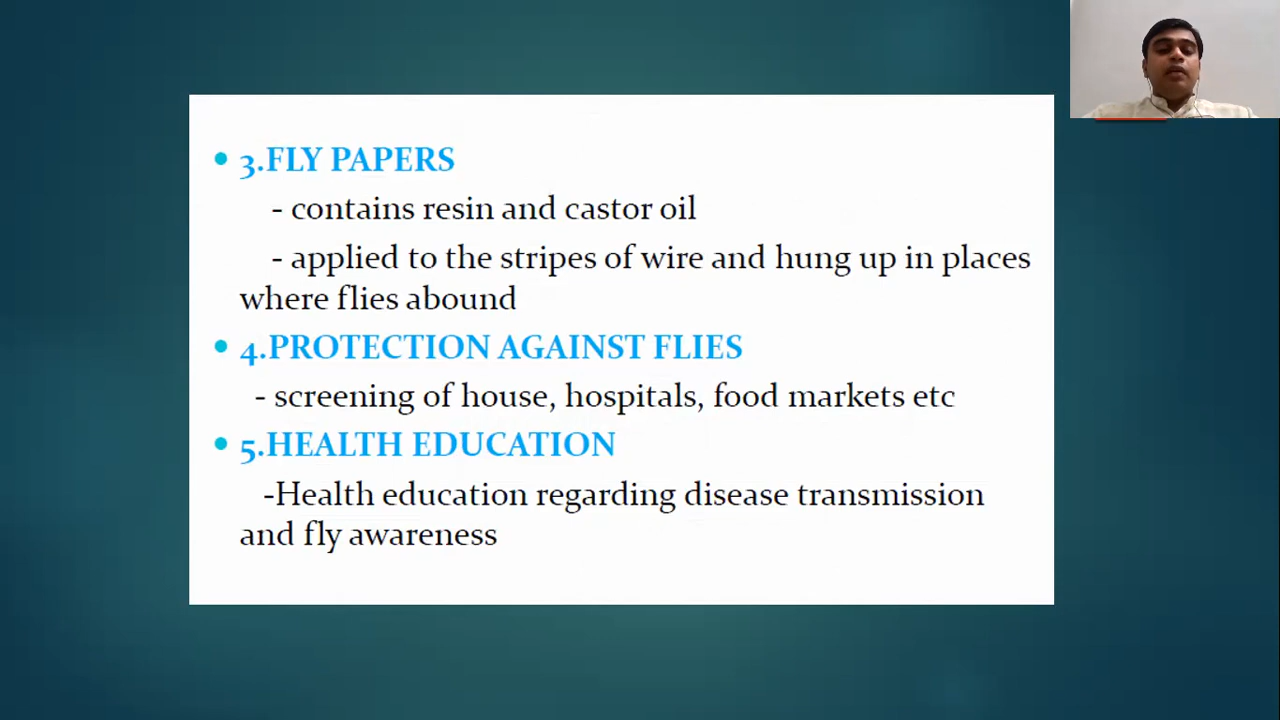 • 3.FLY PAPERS
- contains resin and castor oil
- applied to the stripes of wire and hung up in places
where flies abound
• 4.PROTECTION AGAINST FLIES
- screening of house, hospitals, food markets etc
• 5.HEALTH EDUCATION
-Health education regarding disease transmission
and fly awareness